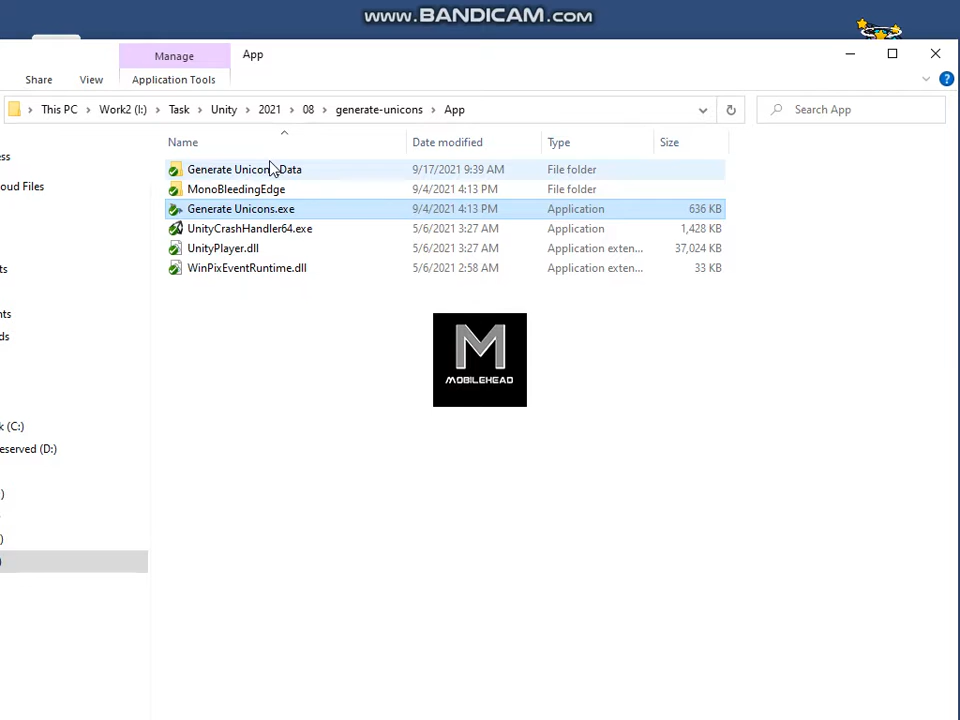 www.BANDICAM.com
Manage
App
Share
View
Application Tools
This PC > Work2 (I:) > Task > Unity > 2021 > 08 > generate-unicons > App
Search App
Name
Date modified
Type
Size
Generate Unicons_Data
9/17/2021 9:39 AM
File folder
MonoBleedingEdge
9/4/2021 4:13 PM
File folder
Generate Unicons.exe
9/4/2021 4:13 PM
Application
636 KB
UnityCrashHandler64.exe
5/6/2021 3:27 AM
Application
1,428 KB
UnityPlayer.dll
5/6/2021 3:27 AM
Application exten...
37,024 KB
WinPixEventRuntime.dll
5/6/2021 2:58 AM
Application exten...
33 KB
ess
oud Files
ts
nts
ds
k (C:)
eserved (D:)
)
)
M
MOBILEHEAD